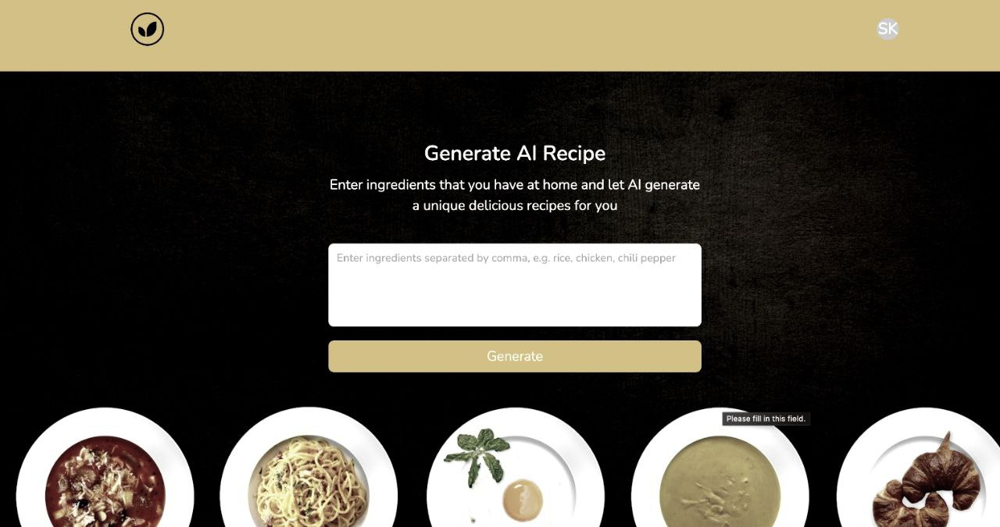 SK
Generate AI Recipe
Enter ingredients that you have at home and let AI generate
a unique delicious recipes for you
Enter ingredients separated by comma, e.g. rice, chicken, chili pepper
Generate
Please fill in this field.